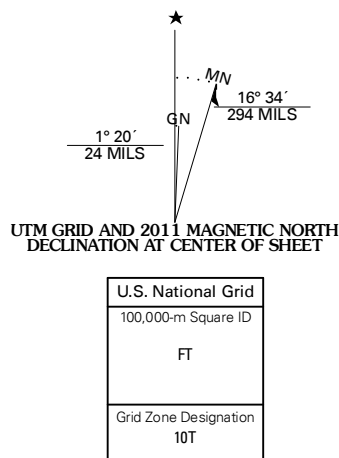 ★
MN
GN
16° 34´
294 MILS
1° 20´
24 MILS
UTM GRID AND 2011 MAGNETIC NORTH
DECLINATION AT CENTER OF SHEET
U.S. National Grid
100,000-m Square ID
FT
Grid Zone Designation
10T